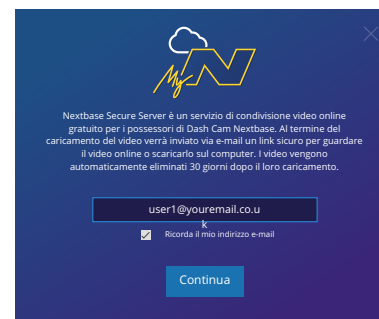 My N
Nextbase Secure Server è un servizio di condivisione video online
gratuito per i possessori di Dash Cam Nextbase. Al termine del
caricamento del video verrà inviato via e-mail un link sicuro per guardare
il video online o scaricarlo sul computer. I video vengono
automaticamente eliminati 30 giorni dopo il loro caricamento.
user1@youremail.co.u
k
Ricorda il mio indirizzo e-mail
Continua